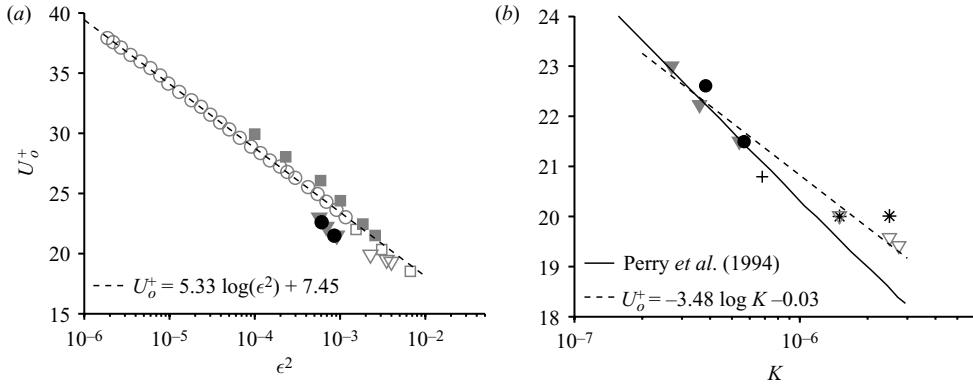 (a)
40
35
30
25
20
15
U_o^+
10^{–6}
10^{–5}
10^{–4}
10^{–3}
10^{–2}
ϵ^2
U_o^+ = 5.33 log(ϵ^2) + 7.45
(b)
24
23
22
21
20
19
18
10^{–7}
10^{–6}
K
Perry et al. (1994)
U_o^+ = –3.48 log K –0.03